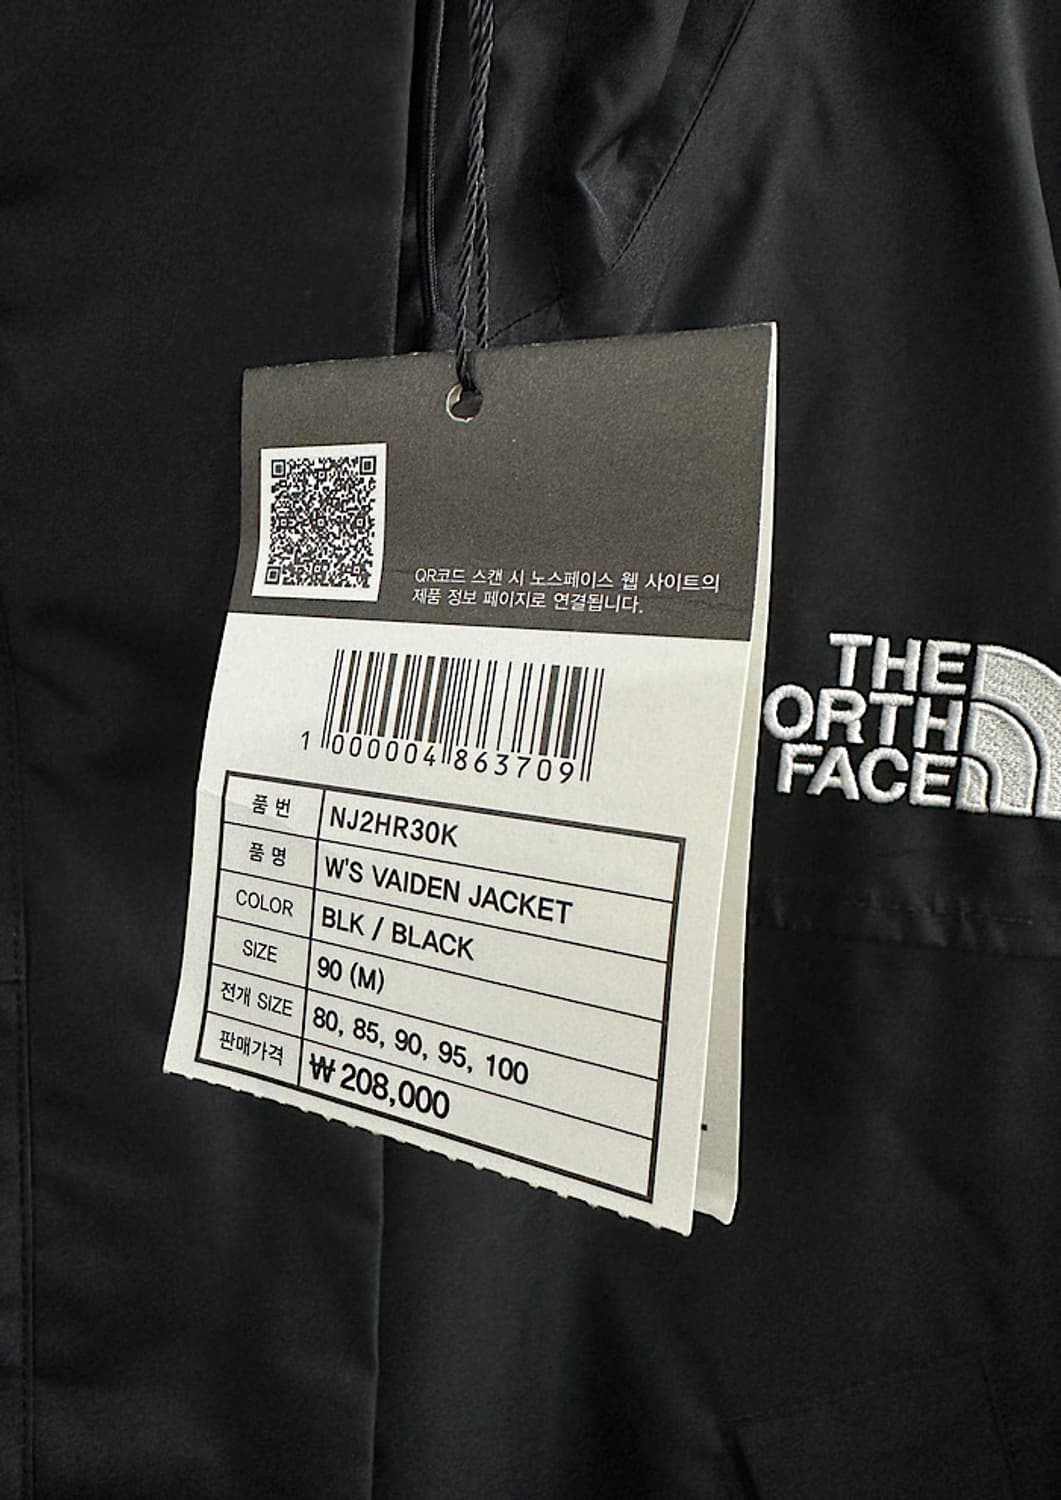 QR코드 스캔 시 노스페이스 웹 사이트의
제품 정보 페이지로 연결됩니다.
1 000004 863709
품 번 NJ2HR30K
품 명 W'S VAIDEN JACKET
COLOR BLK / BLACK
SIZE 90 (M)
전개 SIZE 80, 85, 90, 95, 100
판매가격 ₩ 208,000
THE
ORTH
FACE